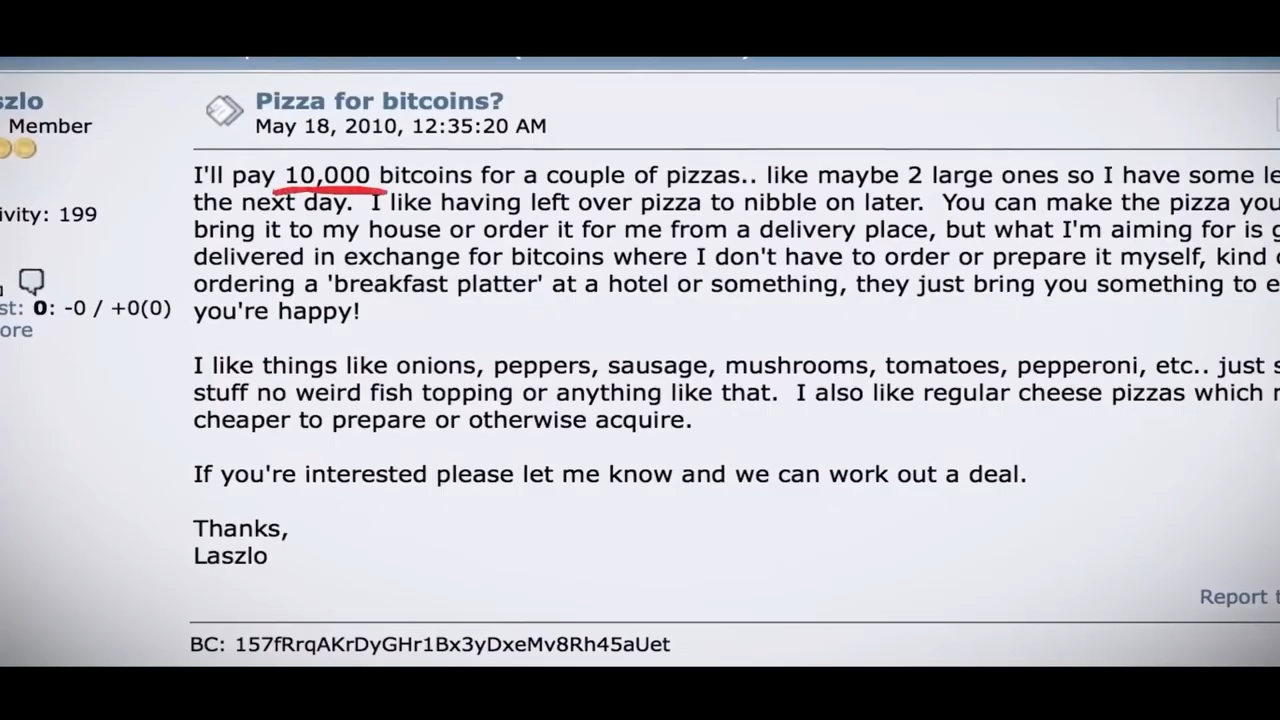 szlo
Member
Pizza for bitcoins?
May 18, 2010, 12:35:20 AM
ivity: 199
st: 0: -0 / +0(0)
ore
I'll pay 10,000 bitcoins for a couple of pizzas.. like maybe 2 large ones so I have some le
the next day.  I like having left over pizza to nibble on later.  You can make the pizza you
bring it to my house or order it for me from a delivery place, but what I'm aiming for is g
delivered in exchange for bitcoins where I don't have to order or prepare it myself, kind o
ordering a 'breakfast platter' at a hotel or something, they just bring you something to e
you're happy!
I like things like onions, peppers, sausage, mushrooms, tomatoes, pepperoni, etc.. just s
stuff no weird fish topping or anything like that.  I also like regular cheese pizzas which m
cheaper to prepare or otherwise acquire.
If you're interested please let me know and we can work out a deal.
Thanks,
Laszlo
Report t
BC: 157fRrqAKrDyGHr1Bx3yDxeMv8Rh45aUet